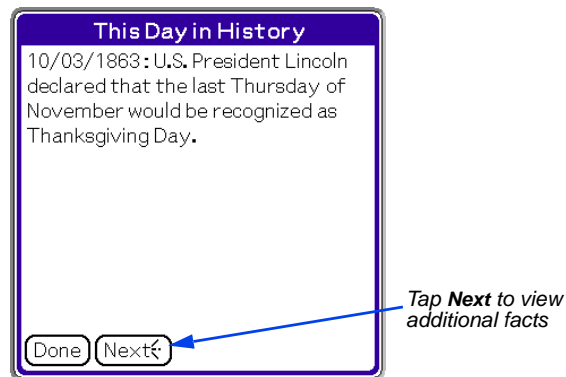 This Day in History
10/03/1863: U.S. President Lincoln
declared that the last Thursday of
November would be recognized as
Thanksgiving Day.
Tap Next to view
additional facts
Done Next